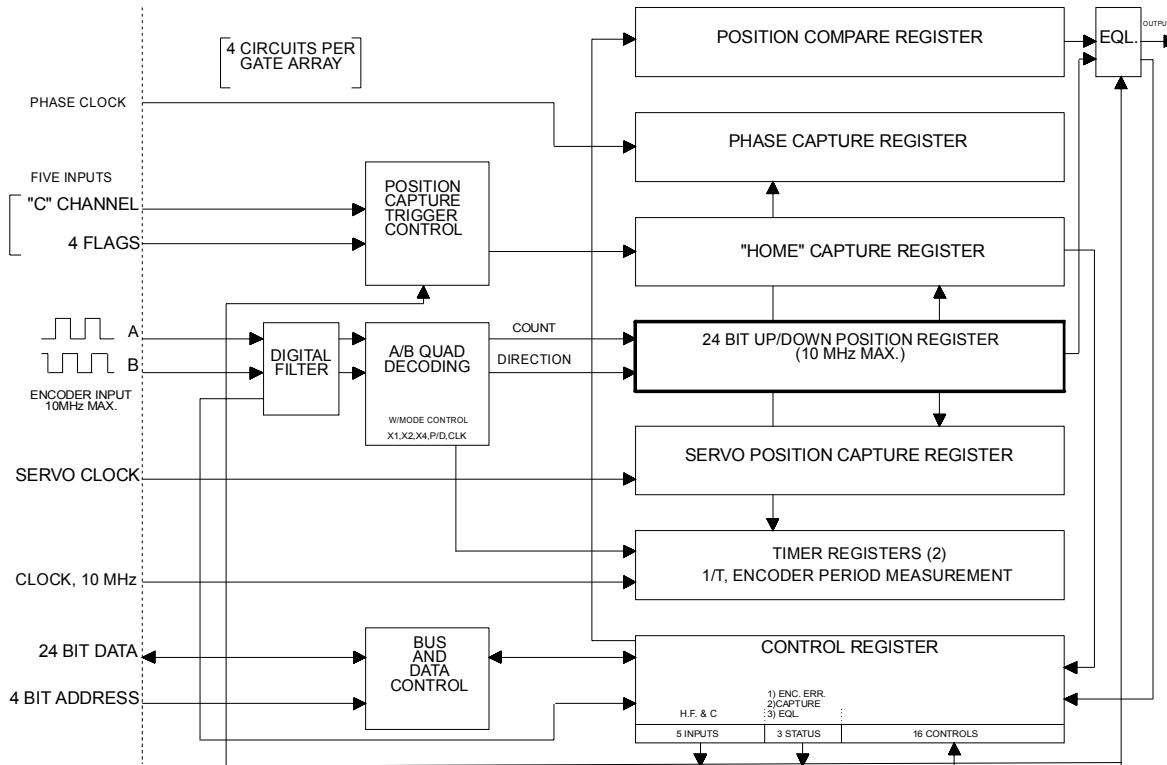 4 CIRCUITS PER
GATE ARRAY
POSITION COMPARE REGISTER
EQL.
OUTPUT
PHASE CLOCK
PHASE CAPTURE REGISTER
FIVE INPUTS
"C" CHANNEL
4 FLAGS
POSITION
CAPTURE
TRIGGER
CONTROL
"HOME" CAPTURE REGISTER
A
B
ENCODER INPUT
10MHz MAX.
DIGITAL
FILTER
A/B QUAD
DECODING
W/MODE CONTROL
X1,X2,X4,P/D,CLK
COUNT
DIRECTION
24 BIT UP/DOWN POSITION REGISTER
(10 MHz MAX.)
SERVO CLOCK
SERVO POSITION CAPTURE REGISTER
CLOCK, 10 MHz
TIMER REGISTERS (2)
1/T, ENCODER PERIOD MEASUREMENT
24 BIT DATA
4 BIT ADDRESS
BUS
AND
DATA
CONTROL
CONTROL REGISTER
H.F. & C
1) ENC. ERR.
2)CAPTURE
3) EQL.
5 INPUTS
3 STATUS
16 CONTROLS